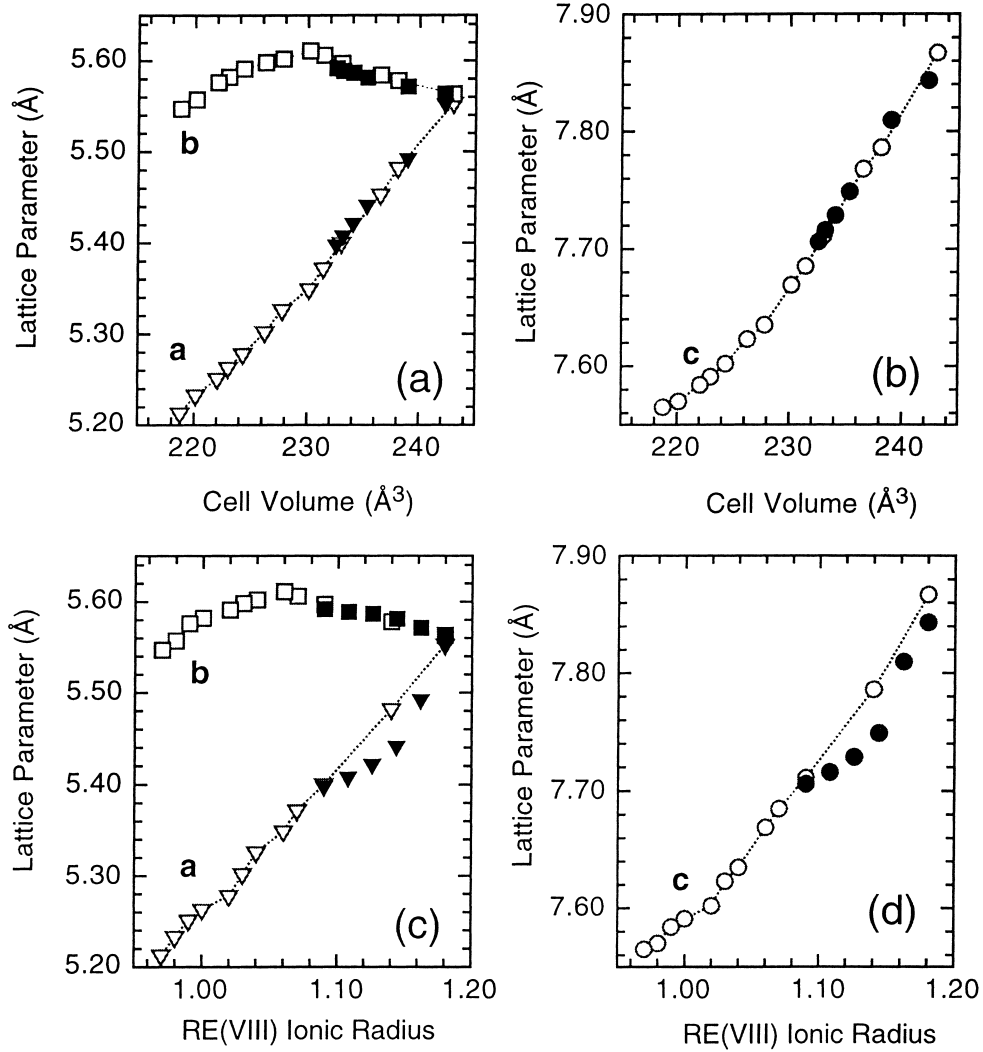 5.60
5.50
5.40
5.30
5.20
Lattice Parameter (Å)
b
a
(a)
220 230 240
Cell Volume (Å³)
7.90
7.80
7.70
7.60
Lattice Parameter (Å)
c
(b)
220 230 240
Cell Volume (Å³)
5.60
5.50
5.40
5.30
5.20
Lattice Parameter (Å)
b
a
(c)
1.00 1.10 1.20
RE(VIII) Ionic Radius
7.90
7.80
7.70
7.60
Lattice Parameter (Å)
c
(d)
1.00 1.10 1.20
RE(VIII) Ionic Radius